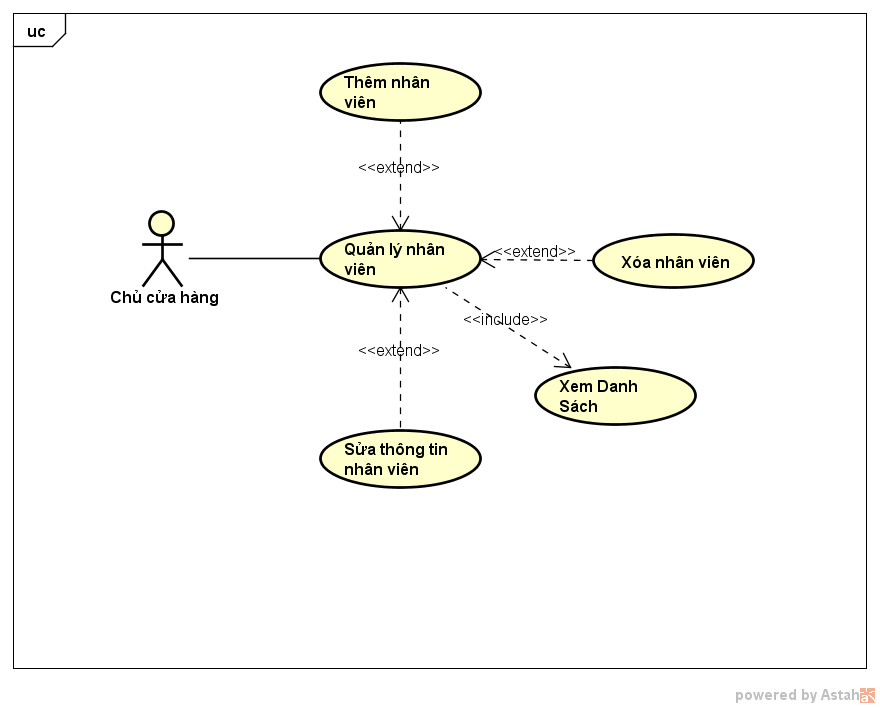 uc
Thêm nhân
viên
<<extend>>
Quản lý nhân
viên
<<extend>>
Xóa nhân viên
Chủ cửa hàng
<<include>>
<<extend>>
Xem Danh
Sách
Sửa thông tin
nhân viên
powered by Astah